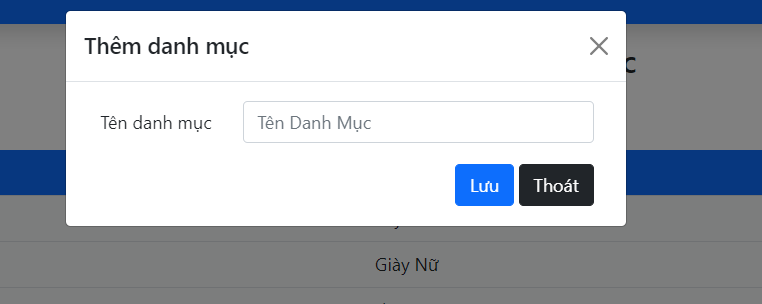 Thêm danh mục
Tên danh mục
Tên Danh Mục
Lưu
Thoát
Giày Nữ